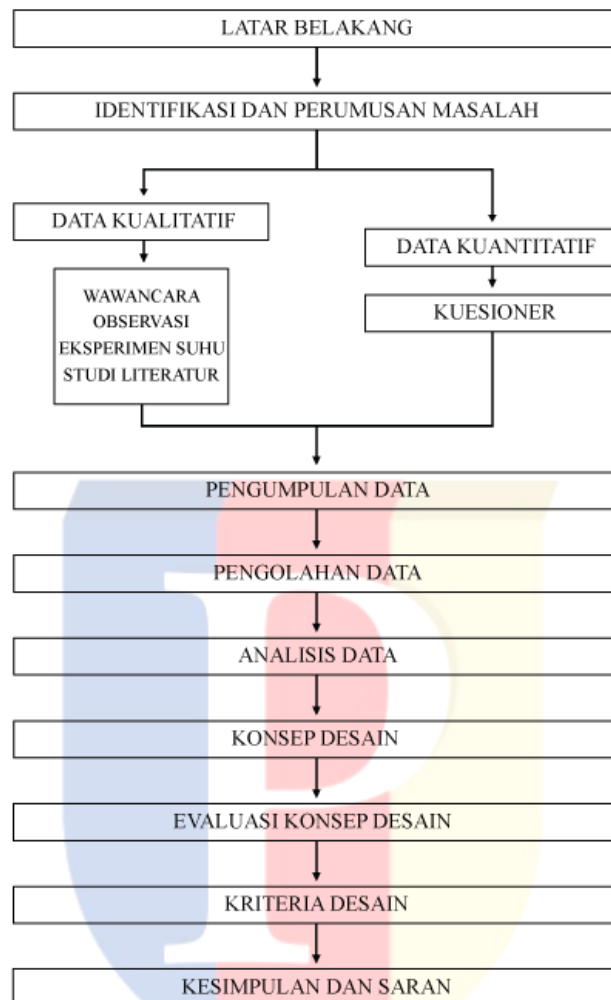 LATAR BELAKANG
IDENTIFIKASI DAN PERUMUSAN MASALAH
DATA KUALITATIF
DATA KUANTITATIF
WAWANCARA
OBSERVASI
EKSPERIMEN SUHU
STUDI LITERATUR
KUESIONER
PENGUMPULAN DATA
PENGOLAHAN DATA
ANALISIS DATA
KONSEP DESAIN
EVALUASI KONSEP DESAIN
KRITERIA DESAIN
KESIMPULAN DAN SARAN